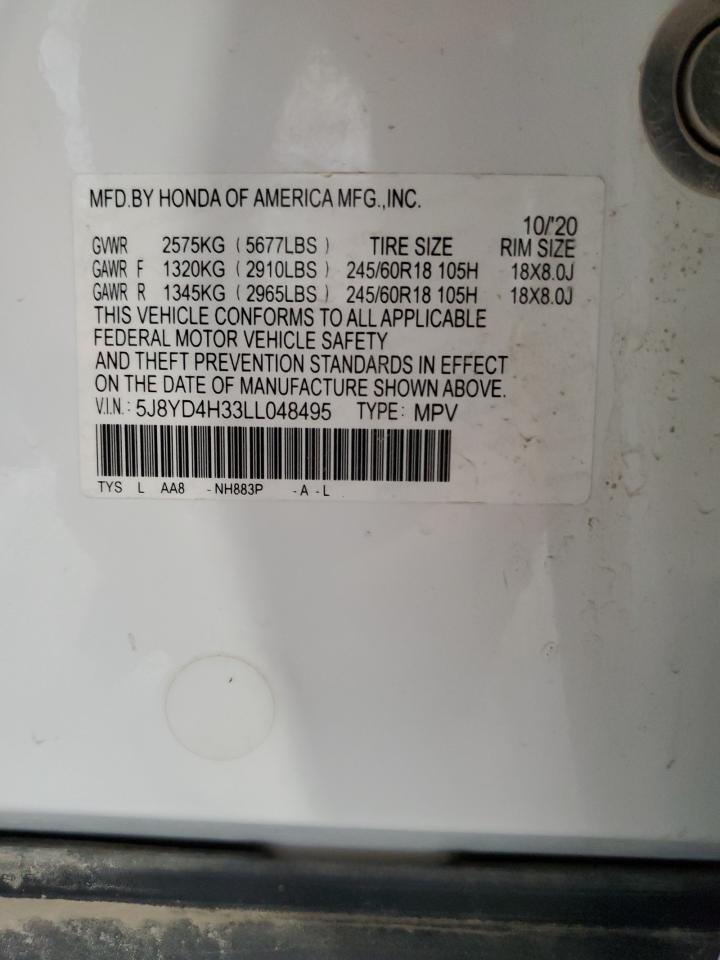 MFD.BY HONDA OF AMERICA MFG.,INC.
10/'20
GVWR 2575KG ( 5677LBS ) TIRE SIZE RIM SIZE
GAWR F 1320KG ( 2910LBS ) 245/60R18 105H 18X8.0J
GAWR R 1345KG ( 2965LBS ) 245/60R18 105H 18X8.0J
THIS VEHICLE CONFORMS TO ALL APPLICABLE
FEDERAL MOTOR VEHICLE SAFETY
AND THEFT PREVENTION STANDARDS IN EFFECT
ON THE DATE OF MANUFACTURE SHOWN ABOVE.
V.I.N.: 5J8YD4H33LL048495 TYPE: MPV
TYS L AA8 -NH883P -A -L